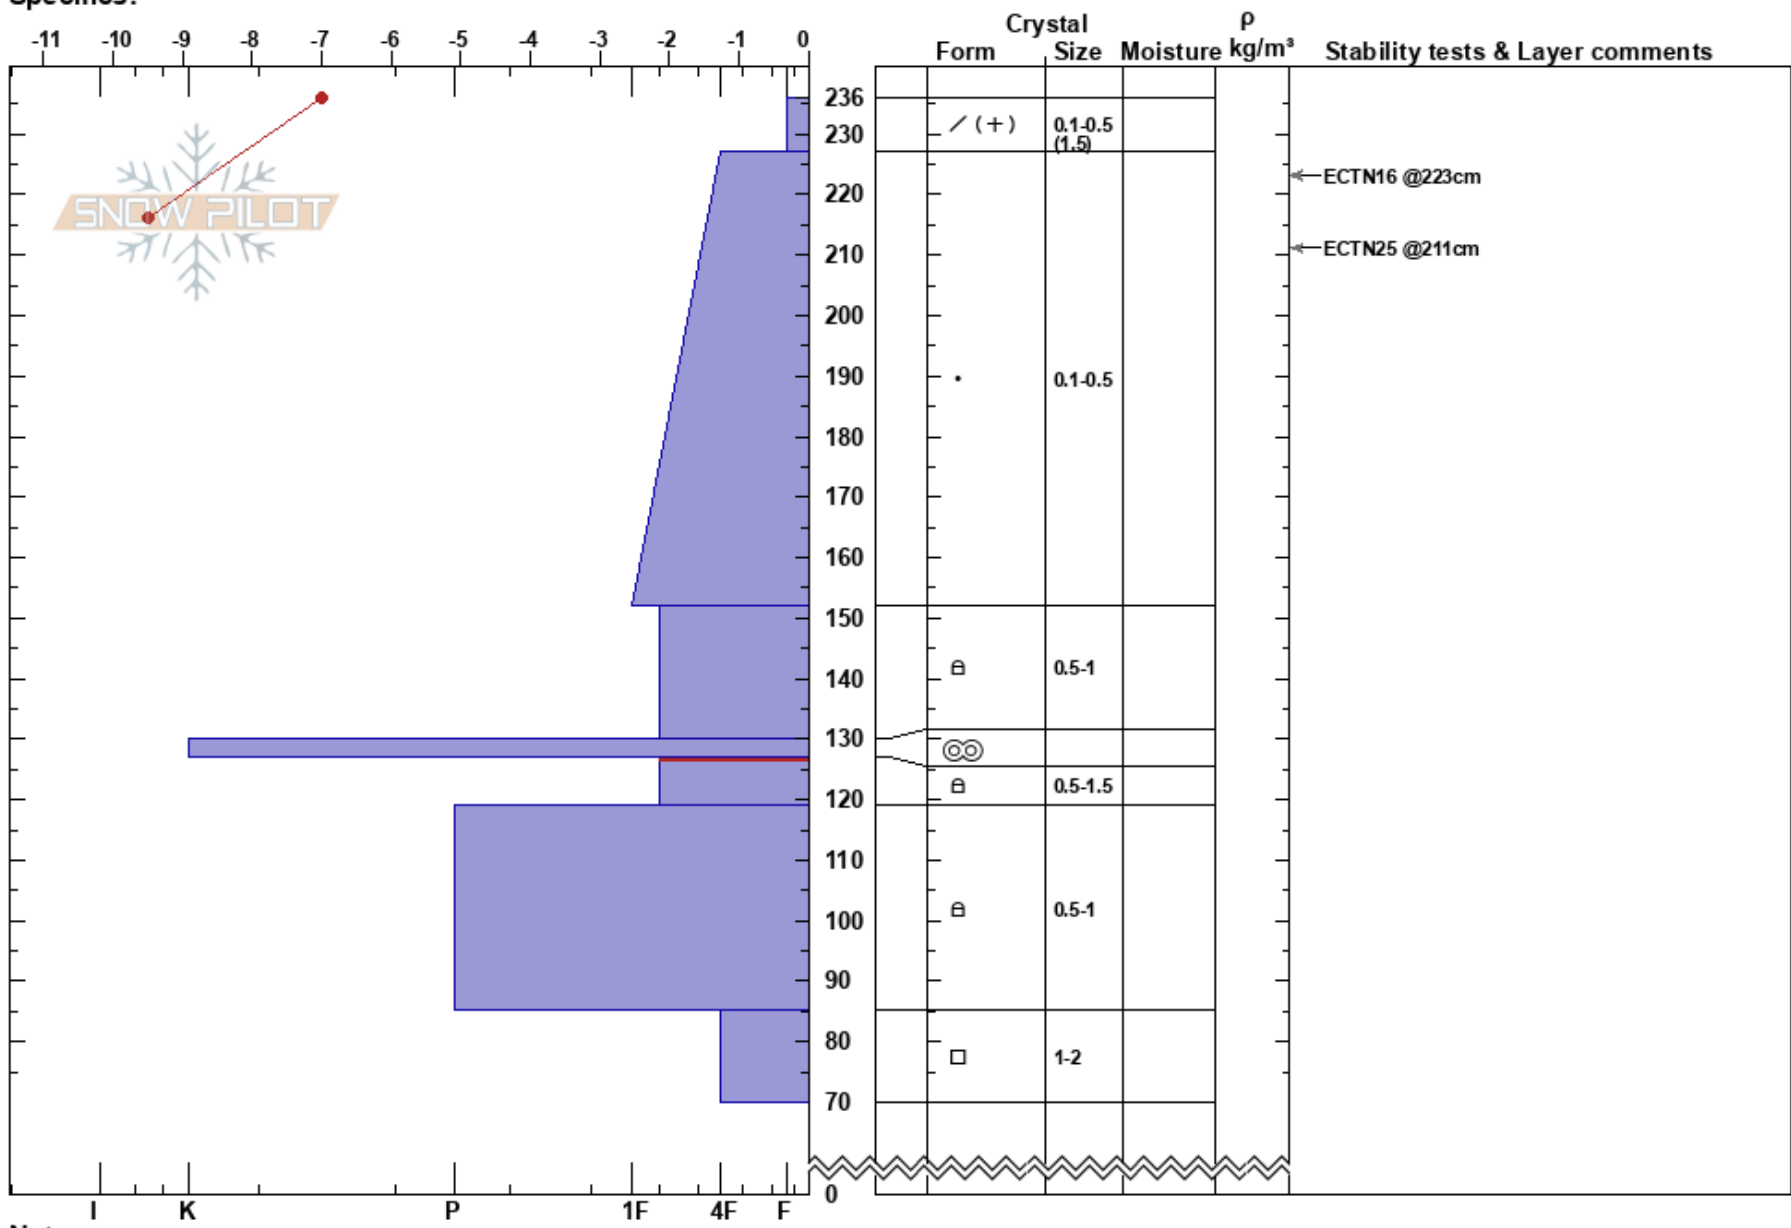 Specifics:
Crystal ρ
-11 -10 -9 -8 -7 -6 -5 -4 -3 -2 -1 0 Form Size Moisture kg/m³ Stability tests & Layer comments
236
/ (+) 0.1-0.5
230
(1.5)
ECTN16 @223cm
220
SNOW PILOT
ECTN25 @211cm
210
200
190 0.1-0.5
180
170
160
150
140 0.5-1
130
120 0.5-1.5
110
100 0.5-1
90
80 1-2
70
0
I K P 1F 4F F